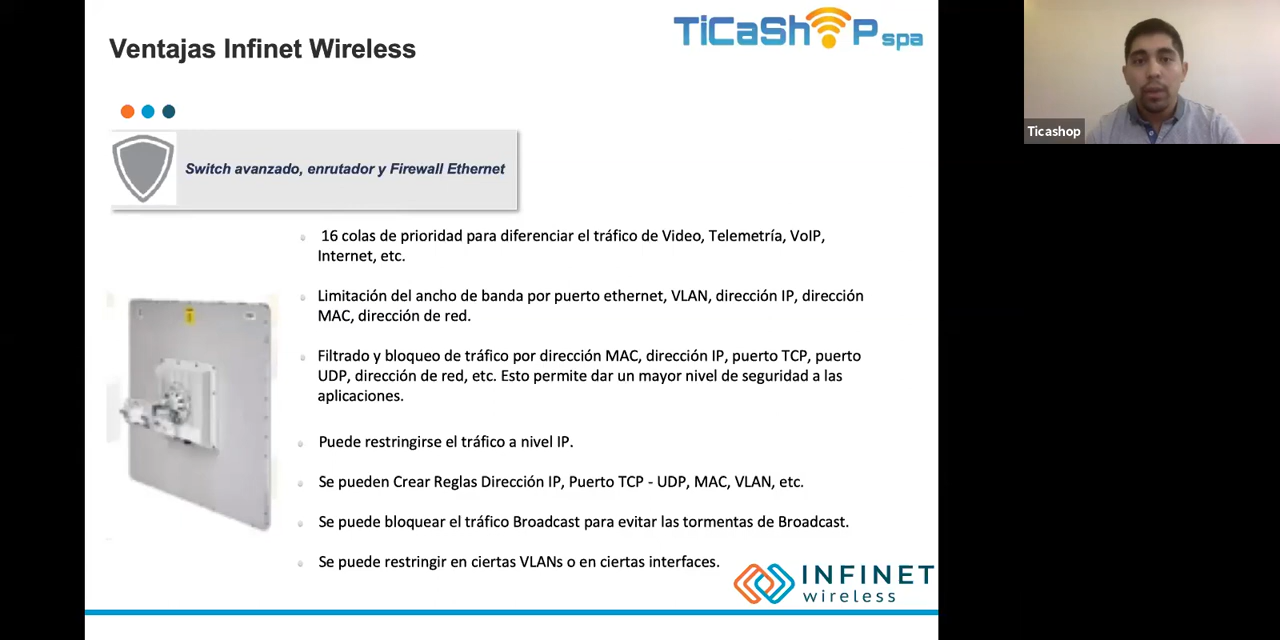 Ventajas Infinet Wireless
TiCaShOP spa
Ticashop
Switch avanzado, enrutador y Firewall Ethernet
16 colas de prioridad para diferenciar el tráfico de Video, Telemetría, VoIP,
Internet, etc.
Limitación del ancho de banda por puerto ethernet, VLAN, dirección IP, dirección
MAC, dirección de red.
Filtrado y bloqueo de tráfico por dirección MAC, dirección IP, puerto TCP, puerto
UDP, dirección de red, etc. Esto permite dar un mayor nivel de seguridad a las
aplicaciones.
Puede restringirse el tráfico a nivel IP.
Se pueden Crear Reglas Dirección IP, Puerto TCP - UDP, MAC, VLAN, etc.
Se puede bloquear el tráfico Broadcast para evitar las tormentas de Broadcast.
Se puede restringir en ciertas VLANs o en ciertas interfaces.
INFINET
wireless